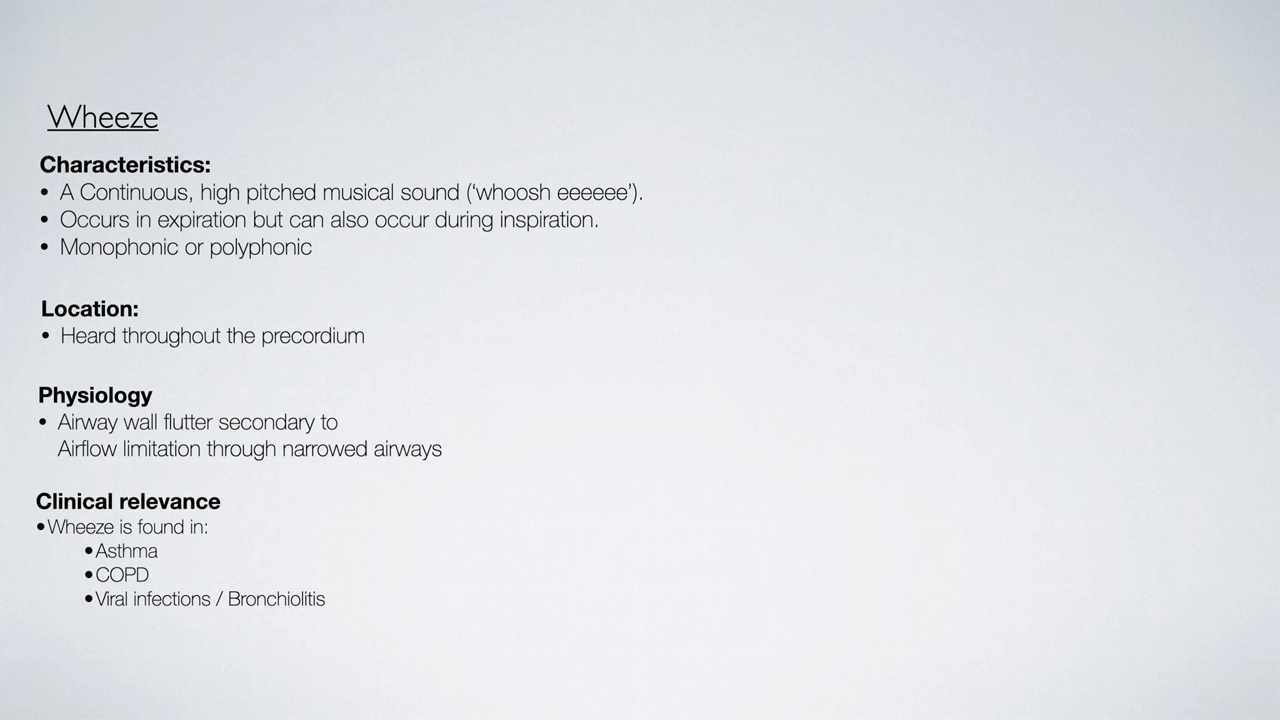 Wheeze
Characteristics:
• A Continuous, high pitched musical sound (‘whoosh eeeeee’).
• Occurs in expiration but can also occur during inspiration.
• Monophonic or polyphonic
Location:
• Heard throughout the precordium
Physiology
• Airway wall flutter secondary to
Airflow limitation through narrowed airways
Clinical relevance
•Wheeze is found in:
•Asthma
•COPD
•Viral infections / Bronchiolitis